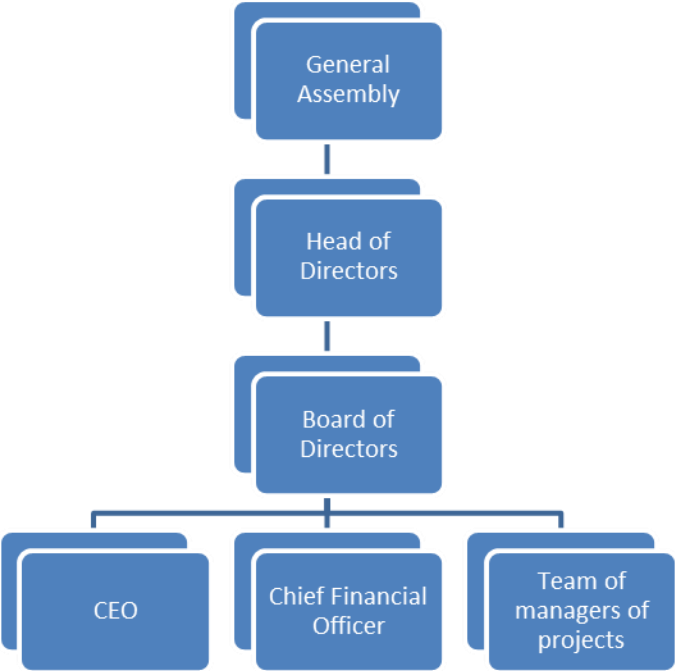 General
Assembly
Head of
Directors
Board of
Directors
CEO
Chief Financial
Officer
Team of
managers of
projects